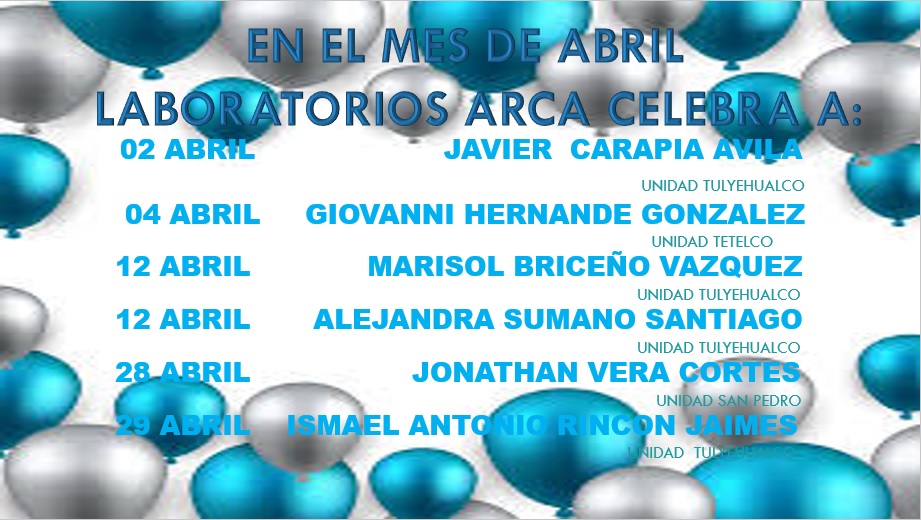 EN EL MES DE ABRIL
LABORATORIOS ARCA CELEBRA A:
02 ABRIL JAVIER CARAPIA AVILA
UNIDAD TULYEHUALCO
04 ABRIL GIOVANNI HERNANDE GONZALEZ
UNIDAD TETELCO
12 ABRIL MARISOL BRICEÑO VAZQUEZ
UNIDAD TULYEHUALCO
12 ABRIL ALEJANDRA SUMANO SANTIAGO
UNIDAD TULYEHUALCO
28 ABRIL JONATHAN VERA CORTES
UNIDAD SAN PEDRO
29 ABRIL ISMAEL ANTONIO RINCON JAIMES
UNIDAD TULYEHUALCO